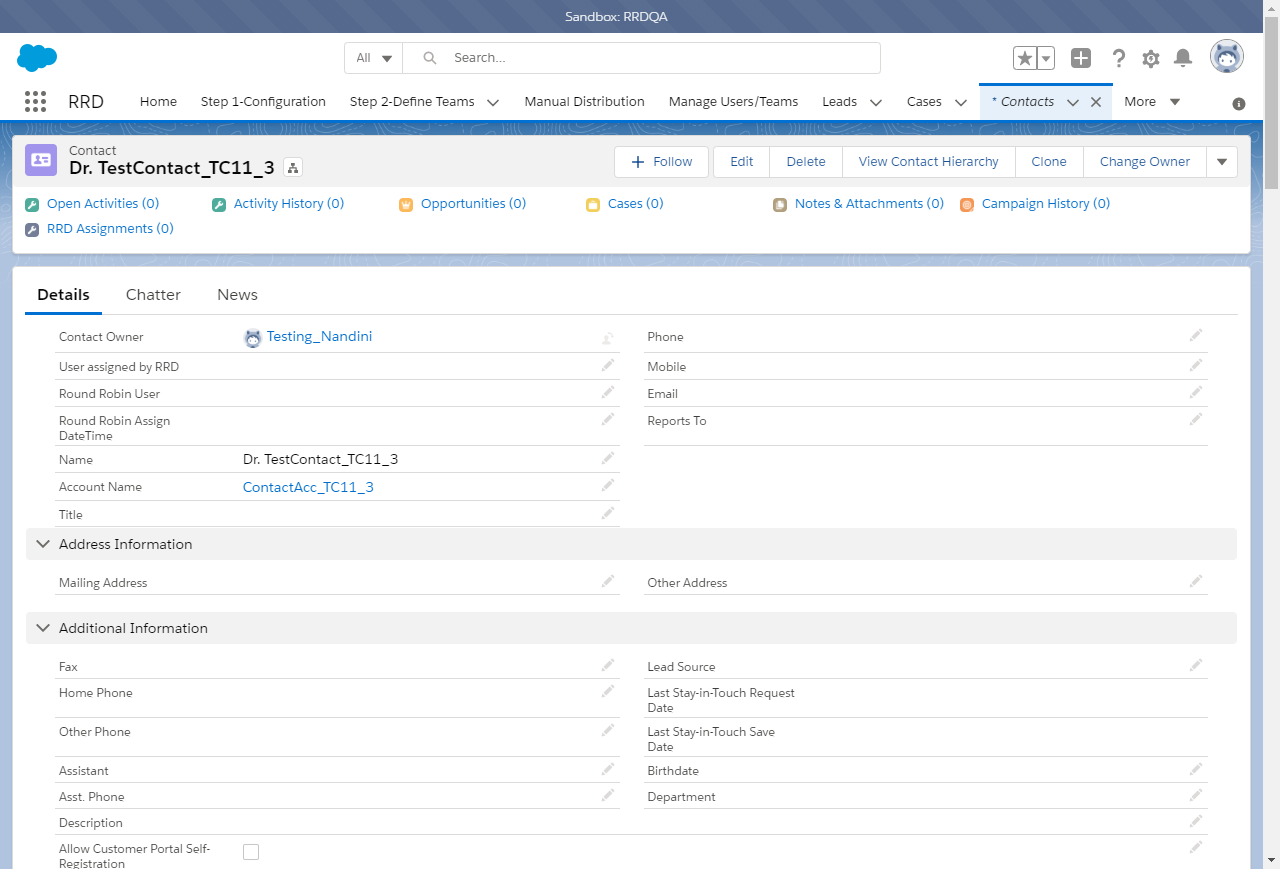 Sandbox: RRDQA
All Search...
RRD Home Step 1-Configuration Step 2-Define Teams Manual Distribution Manage Users/Teams Leads Cases * Contacts More
Contact
Dr. TestContact_TC11_3
Follow Edit Delete View Contact Hierarchy Clone Change Owner
Open Activities (0) Activity History (0) Opportunities (0) Cases (0) Notes & Attachments (0) Campaign History (0)
RRD Assignments (0)
Details Chatter News
Contact Owner Testing_Nandini Phone
User assigned by RRD Mobile
Round Robin User Email
Round Robin Assign DateTime Reports To
Name Dr. TestContact_TC11_3
Account Name ContactAcc_TC11_3
Title
Address Information
Mailing Address Other Address
Additional Information
Fax Lead Source
Home Phone Last Stay-in-Touch Request Date
Other Phone Last Stay-in-Touch Save Date
Assistant Birthdate
Asst. Phone Department
Description
Allow Customer Portal Self-
Registration